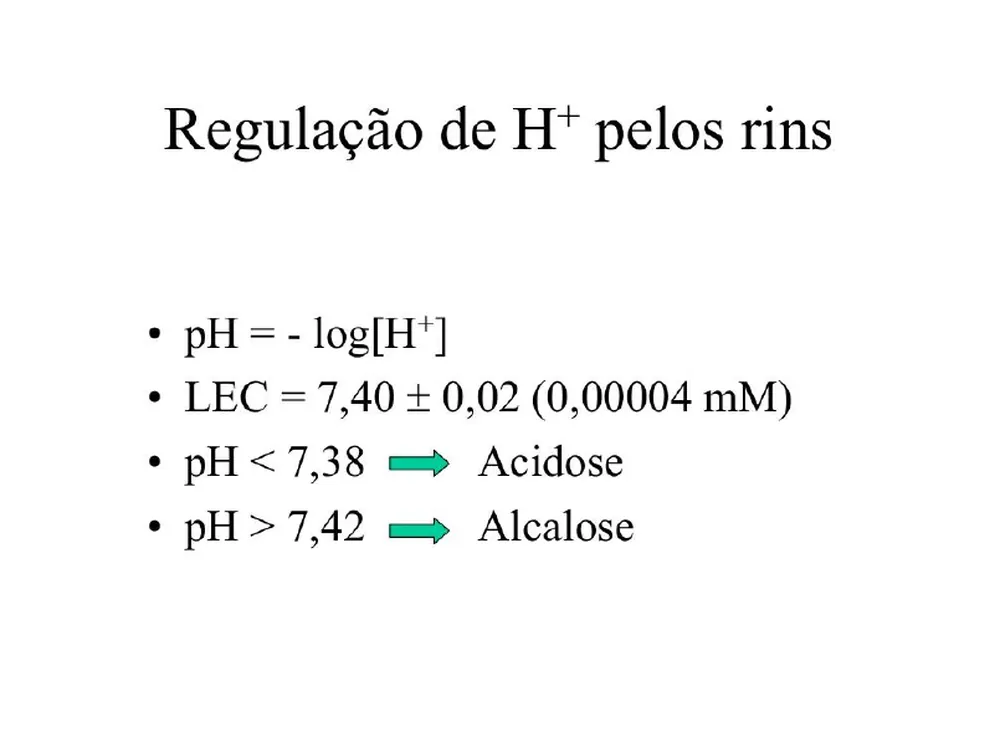 Regulação de H⁺ pelos rins
• pH = - log[H⁺]
• LEC = 7,40 ± 0,02 (0,00004 mM)
• pH < 7,38 Acidose
• pH > 7,42 Alcalose